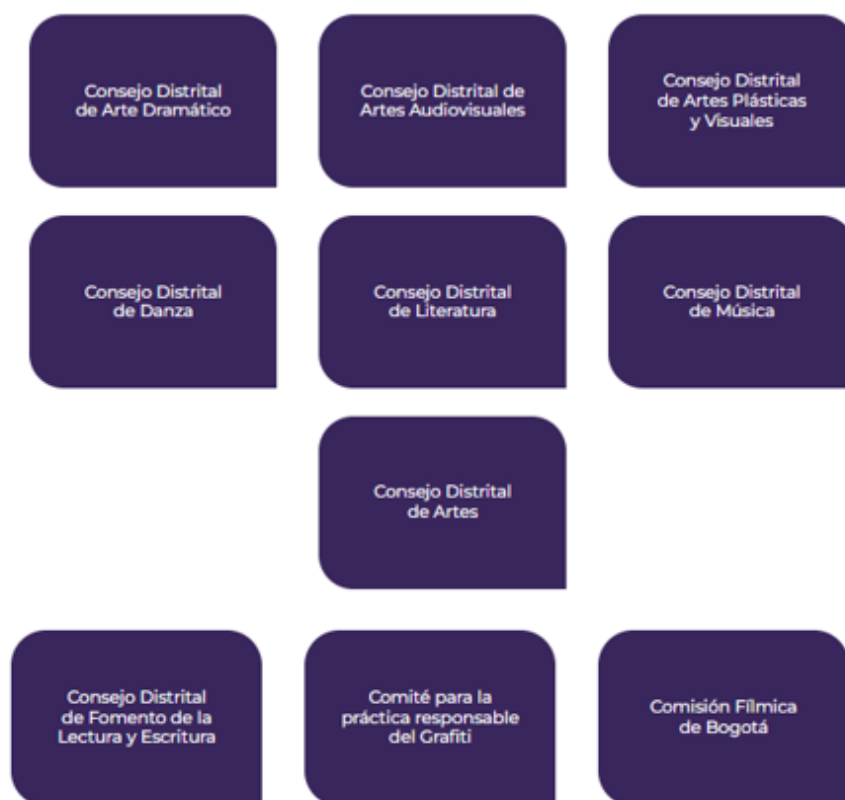 Consejo Distrital
de Arte Dramático
Consejo Distrital de
Artes Audiovisuales
Consejo Distrital
de Artes Plásticas
y Visuales
Consejo Distrital
de Danza
Consejo Distrital
de Literatura
Consejo Distrital
de Música
Consejo Distrital
de Artes
Consejo Distrital
de Fomento de la
Lectura y Escritura
Comité para la
práctica responsable
del Grafiti
Comisión Fílmica
de Bogotá